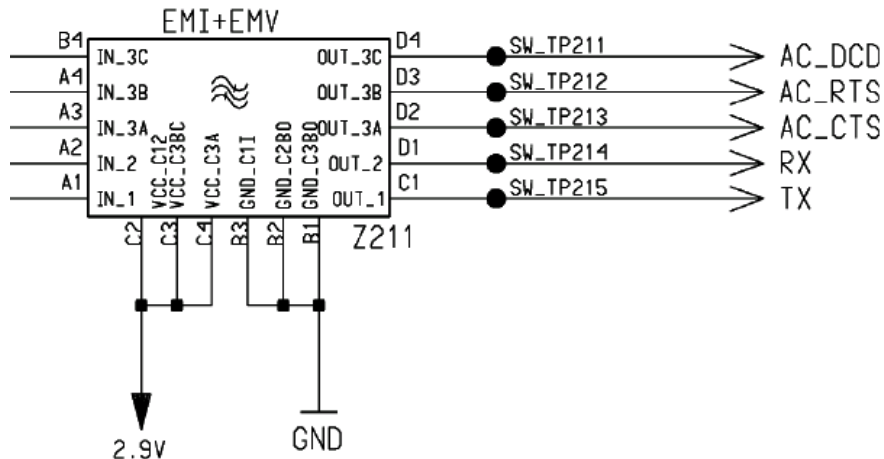 EMI+EMV
B4 IN_3C OUT_3C D4 SW_TP211 AC_DCD
A4 IN_3B OUT_3B D3 SW_TP212 AC_RTS
A3 IN_3A OUT_3A D2 SW_TP213 AC_CTS
A2 IN_2 OUT_2 D1 SW_TP214 RX
A1 IN_1 OUT_1 C1 SW_TP215 TX
VCC_C12
VCC_C3BC
VCC_C3A
GND_C1I
GND_C2BO
GND_C3BO
C2 C3 C4 B3 B2 B1 Z211
2.9V
GND